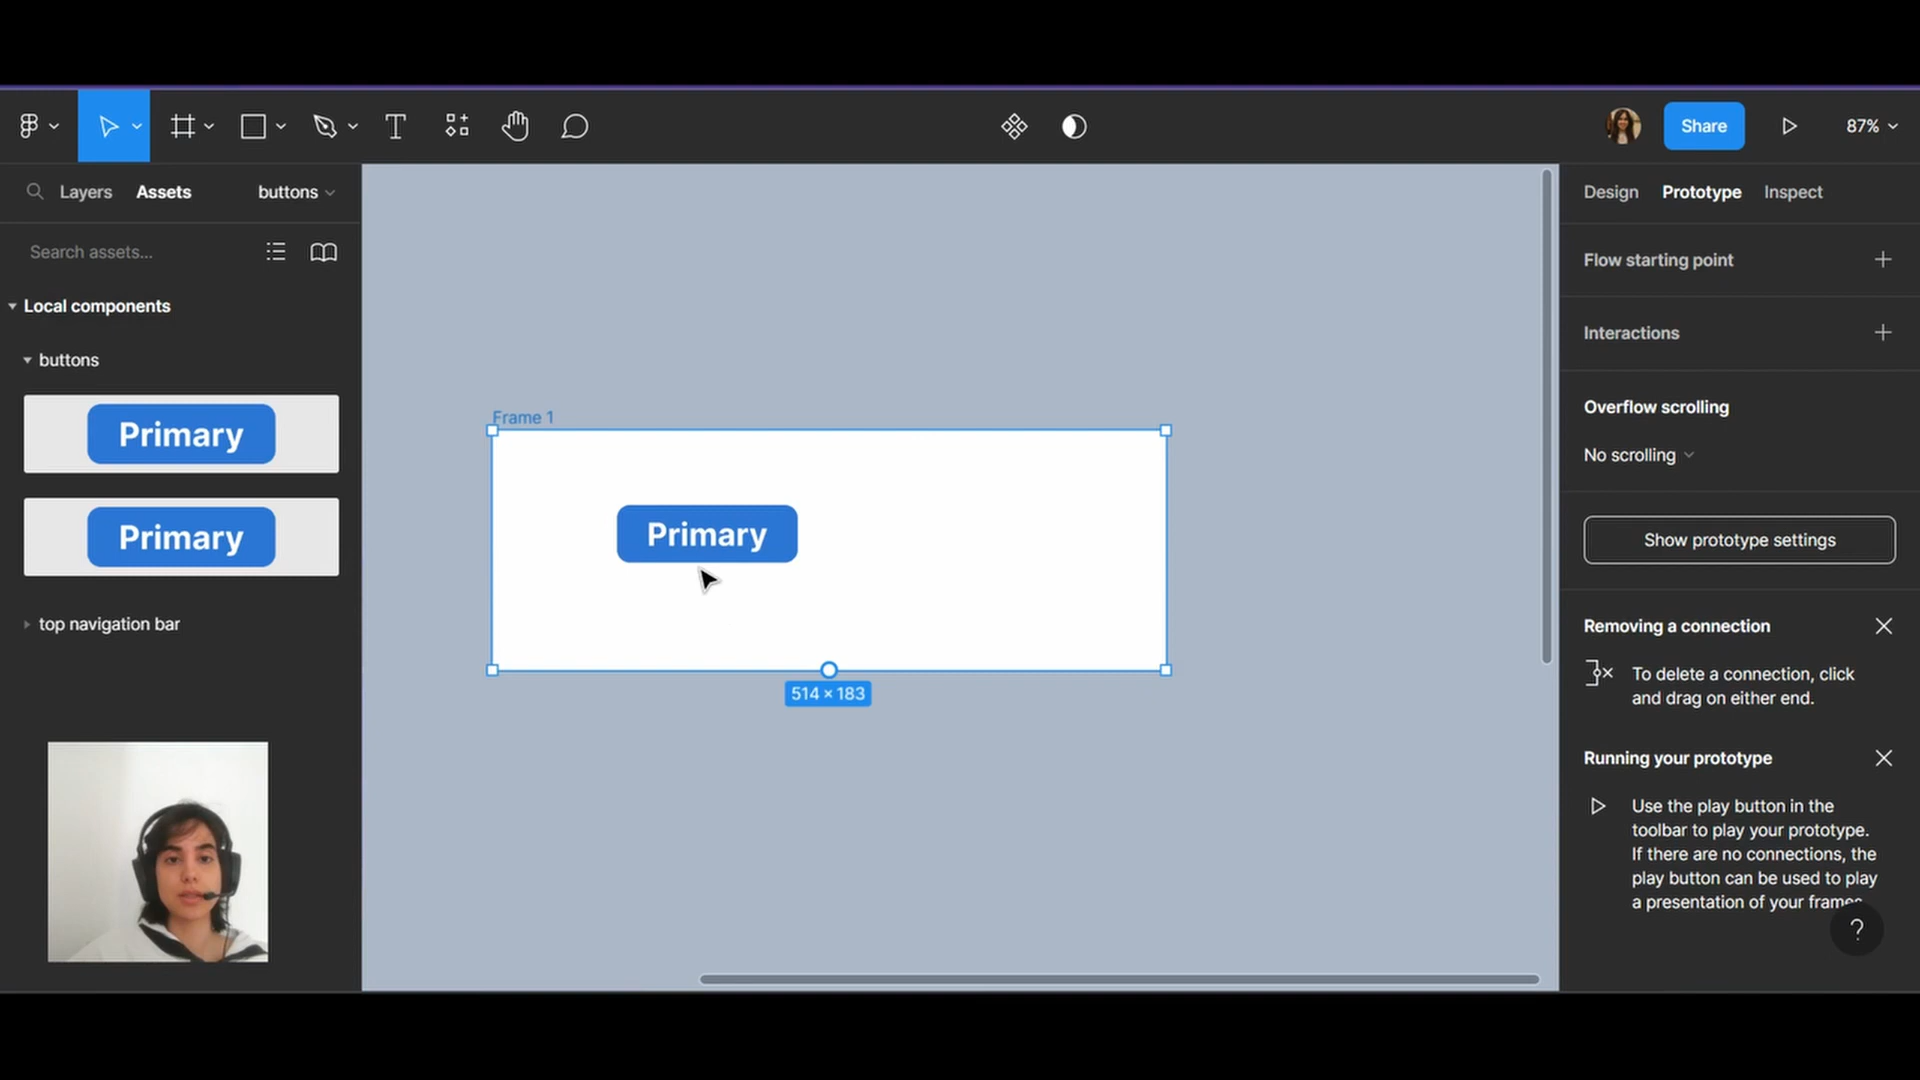 Share
87%
Layers
Assets
buttons
Search assets...
Local components
buttons
Primary
Primary
top navigation bar
Frame 1
Primary
514 × 183
Design
Prototype
Inspect
Flow starting point
Interactions
Overflow scrolling
No scrolling
Show prototype settings
Removing a connection
To delete a connection, click
and drag on either end.
Running your prototype
Use the play button in the
toolbar to play your prototype.
If there are no connections, the
play button can be used to play
a presentation of your frames
?